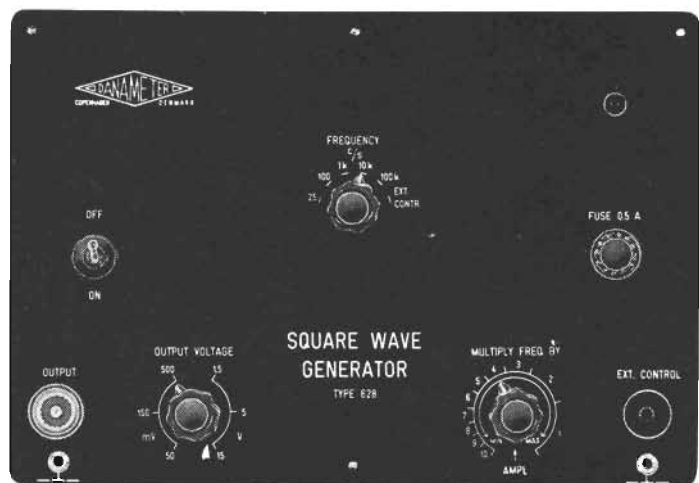 DANAMETER
COPENHAGEN DENMARK
FREQUENCY
C/S
25 100 1k 10k 100k
EXT.
CONTR.
OFF
ON
FUSE 0.5 A
SQUARE WAVE
GENERATOR
TYPE 628
OUTPUT
OUTPUT VOLTAGE
500 1,5
150 5
mV V
50 15
MULTIPLY FREQ. BY
10 9 8 7 6 5 4 3 2 1
MIN MAX
AMPL
EXT. CONTROL